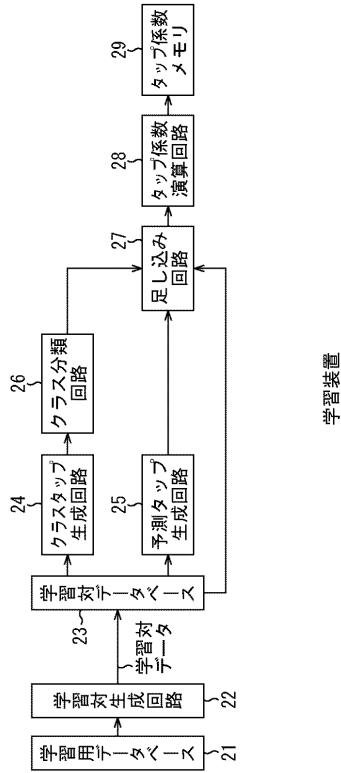 21
学習用データベース
学習対生成回路
22
学習対
データ
学習対データベース
23
24
クラスタップ
生成回路
25
予測タップ
生成回路
26
クラス分類
回路
27
足し込み
回路
28
タップ係数
演算回路
29
タップ係数
メモリ
学習装置